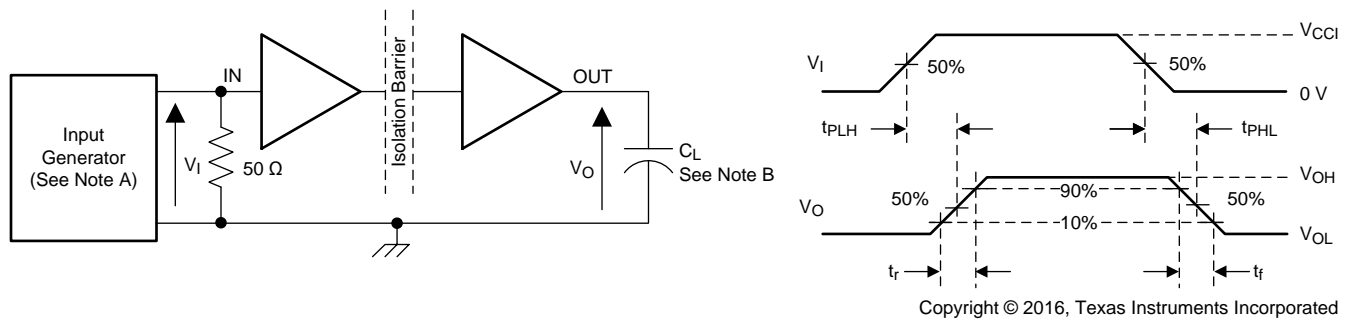 Input
Generator
(See Note A)
VI
IN
50 Ω
Isolation Barrier
OUT
VO
CL
See Note B
VI
50%
50%
VCCI
0 V
tPLH
tPHL
VO
50%
90%
10%
50%
VOH
VOL
tr
tf
Copyright © 2016, Texas Instruments Incorporated